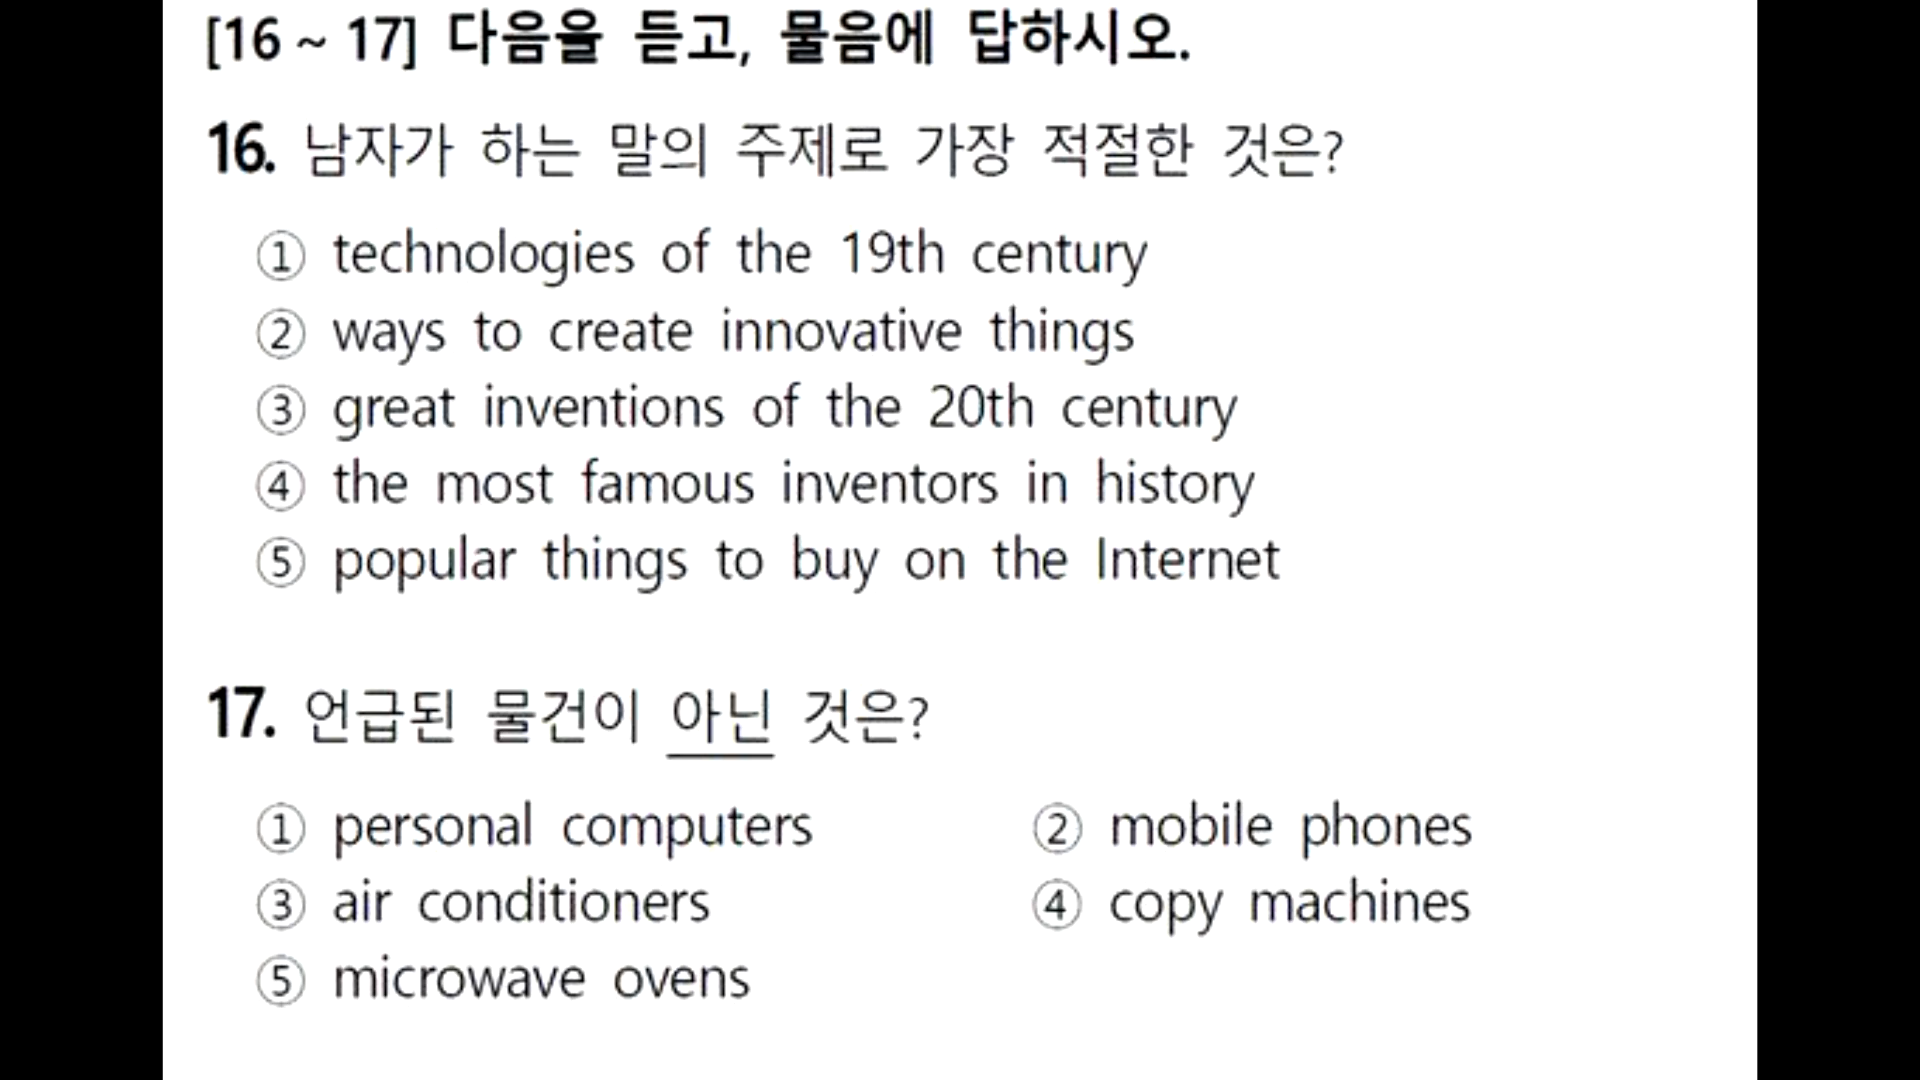 [16 ~ 17] 다음을 듣고, 물음에 답하시오.
16. 남자가 하는 말의 주제로 가장 적절한 것은?
① technologies of the 19th century
② ways to create innovative things
③ great inventions of the 20th century
④ the most famous inventors in history
⑤ popular things to buy on the Internet
17. 언급된 물건이 아닌 것은?
① personal computers ② mobile phones
③ air conditioners ④ copy machines
⑤ microwave ovens